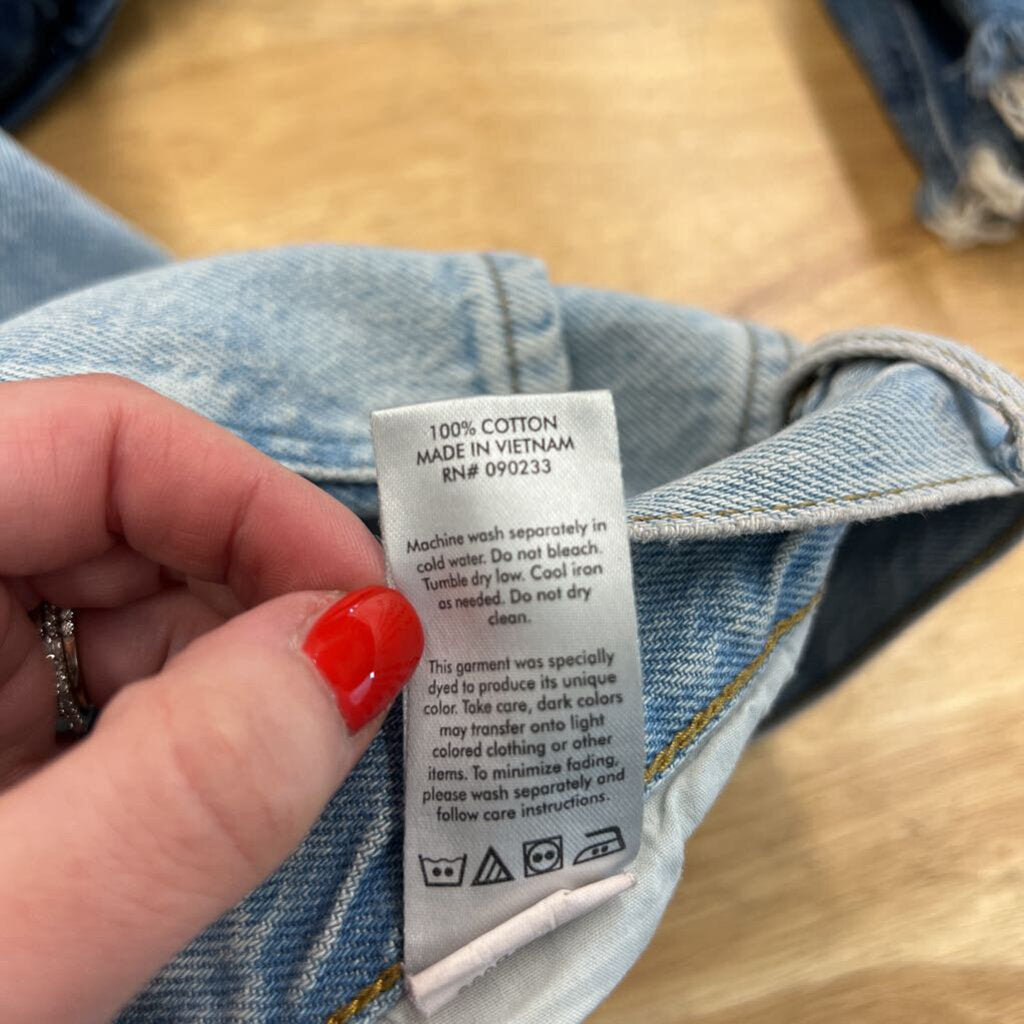 100% COTTON
MADE IN VIETNAM
RN# 090233
Machine wash separately in
cold water. Do not bleach.
Tumble dry low. Cool iron
as needed. Do not dry
clean.
This garment was specially
dyed to produce its unique
color. Take care, dark colors
may transfer onto light
colored clothing or other
items. To minimize fading,
please wash separately and
follow care instructions.